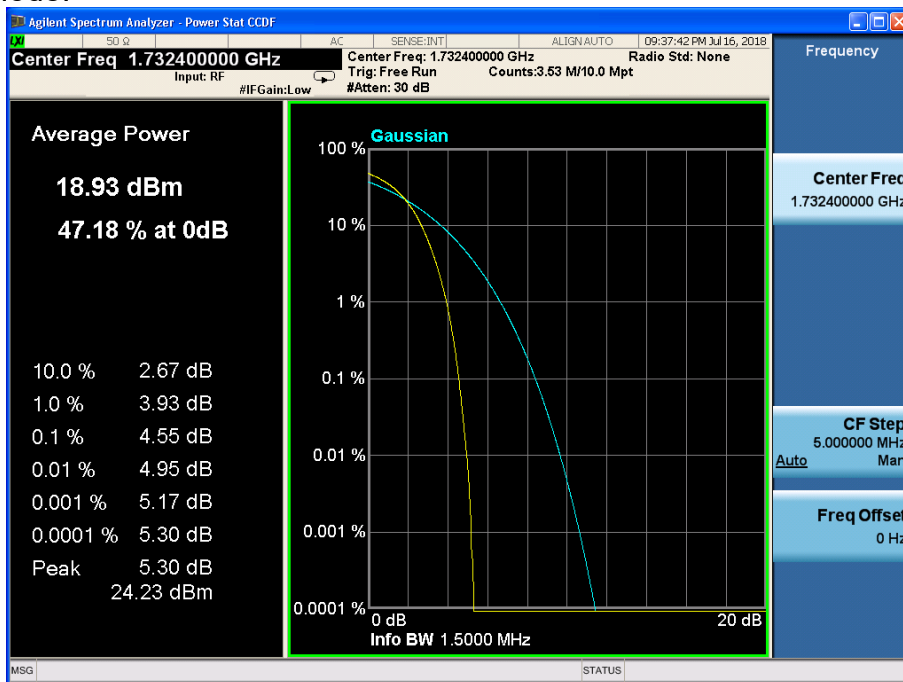 Agilent Spectrum Analyzer - Power Stat CCDF
LXI 50 Ω AC SENSE:INT ALIGN AUTO 09:37:42 PM Jul 16, 2018
Center Freq 1.732400000 GHz
Input: RF
#IFGain:Low
Center Freq: 1.732400000 GHz Radio Std: None
Trig: Free Run Counts:3.53 M/10.0 Mpt
#Atten: 30 dB
Average Power
18.93 dBm
47.18 % at 0dB
10.0 % 2.67 dB
1.0 % 3.93 dB
0.1 % 4.55 dB
0.01 % 4.95 dB
0.001 % 5.17 dB
0.0001 % 5.30 dB
Peak 5.30 dB
24.23 dBm
Gaussian
100 %
10 %
1 %
0.1 %
0.01 %
0.001 %
0.0001 %
0 dB 20 dB
Info BW 1.5000 MHz
Frequency
Center Freq
1.732400000 GHz
CF Step
5.000000 MHz
Auto Man
Freq Offset
0 Hz
MSG STATUS